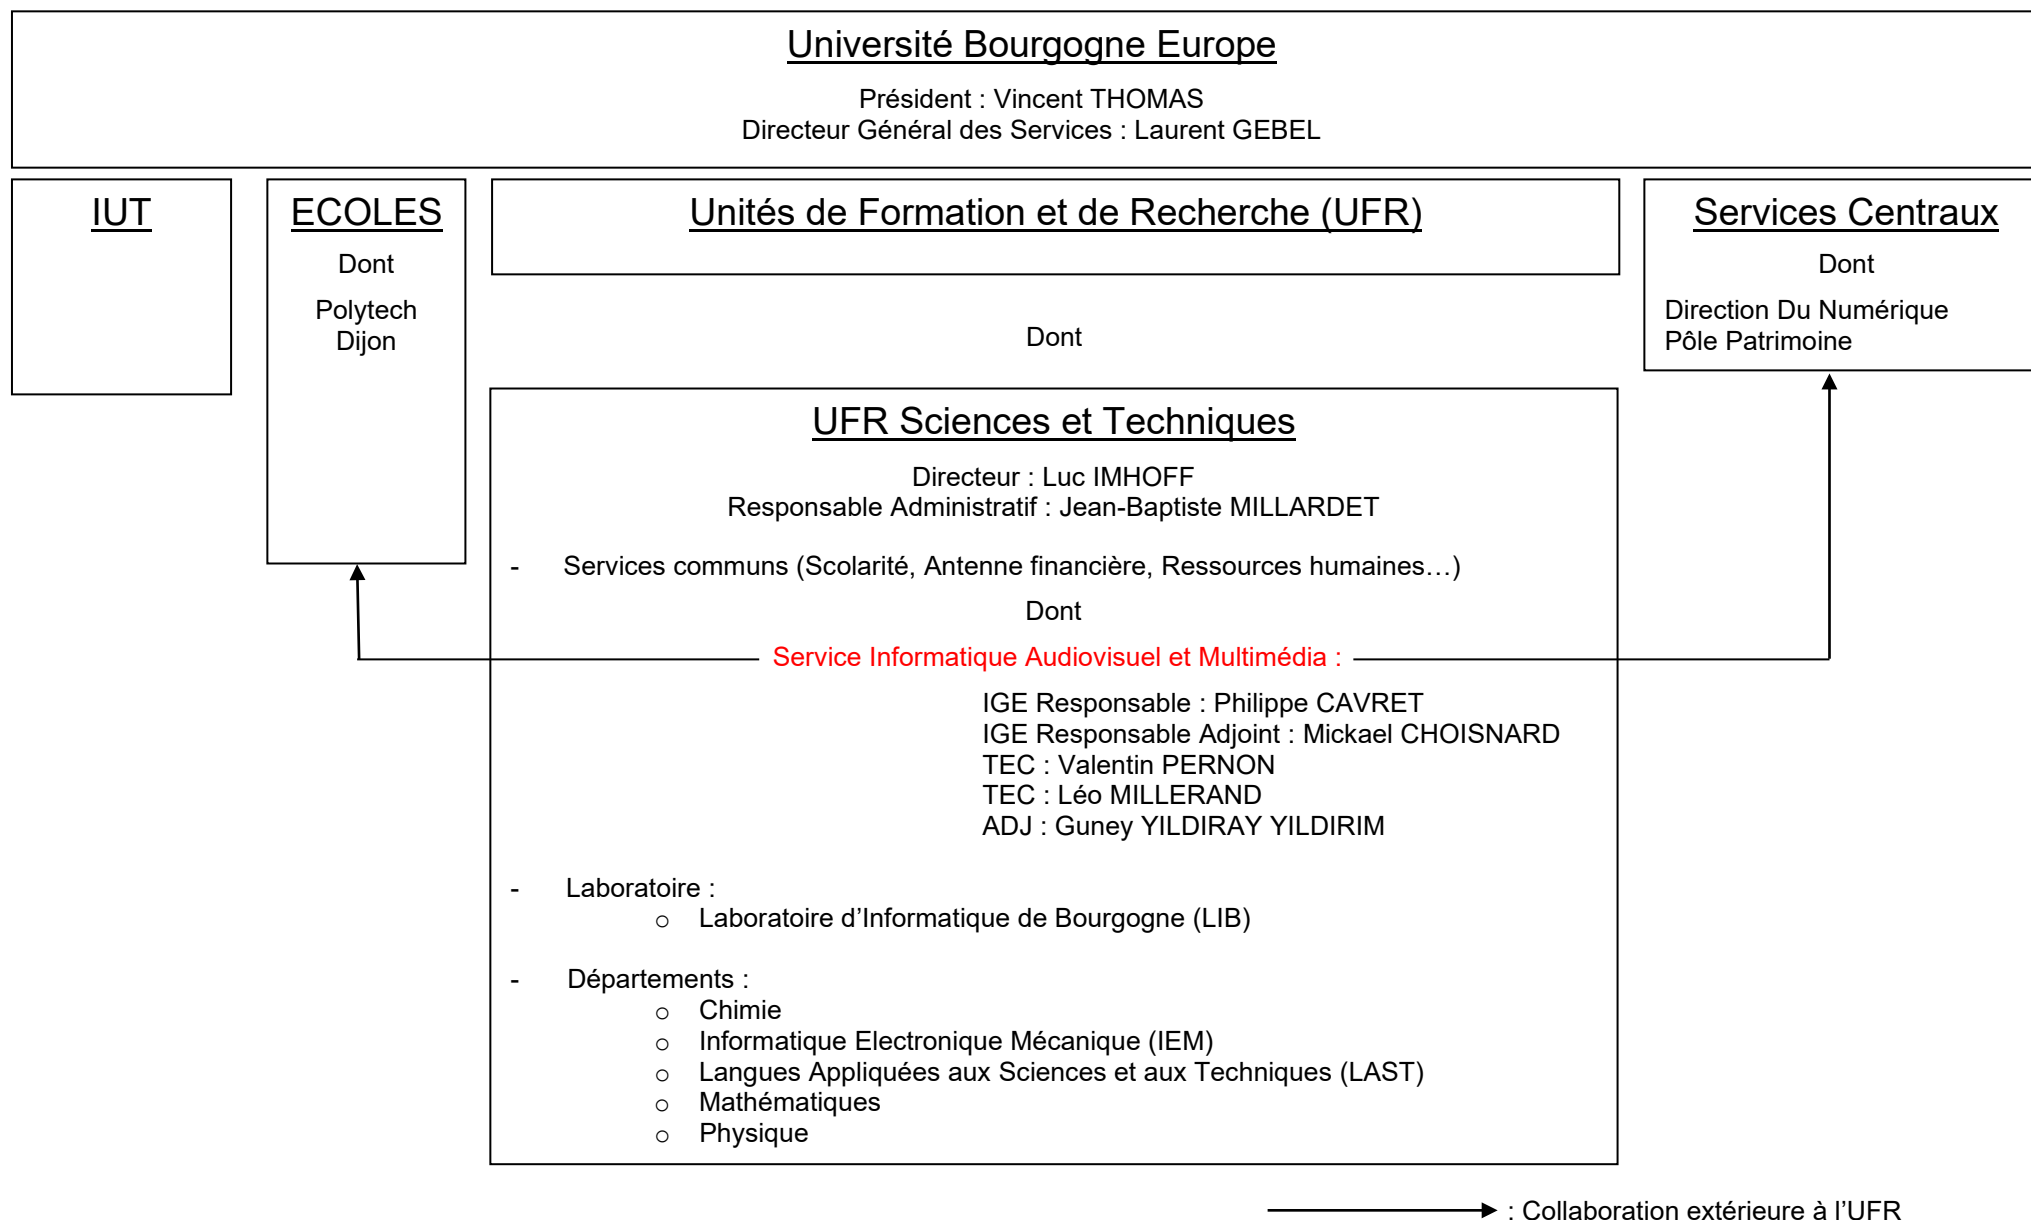 Université Bourgogne Europe
Président : Vincent THOMAS
Directeur Général des Services : Laurent GEBEL
IUT
ECOLES
Dont
Polytech
Dijon
Unités de Formation et de Recherche (UFR)
Dont
Services Centraux
Dont
Direction Du Numérique
Pôle Patrimoine
UFR Sciences et Techniques
Directeur : Luc IMHOFF
Responsable Administratif : Jean-Baptiste MILLARDET
- Services communs (Scolarité, Antenne financière, Ressources humaines…)
Dont
Service Informatique Audiovisuel et Multimédia :
IGE Responsable : Philippe CAVRET
IGE Responsable Adjoint : Mickael CHOISNARD
TEC : Valentin PERNON
TEC : Léo MILLERAND
ADJ : Guney YILDIRAY YILDIRIM
- Laboratoire :
o Laboratoire d’Informatique de Bourgogne (LIB)
- Départements :
o Chimie
o Informatique Electronique Mécanique (IEM)
o Langues Appliquées aux Sciences et aux Techniques (LAST)
o Mathématiques
o Physique
: Collaboration extérieure à l’UFR